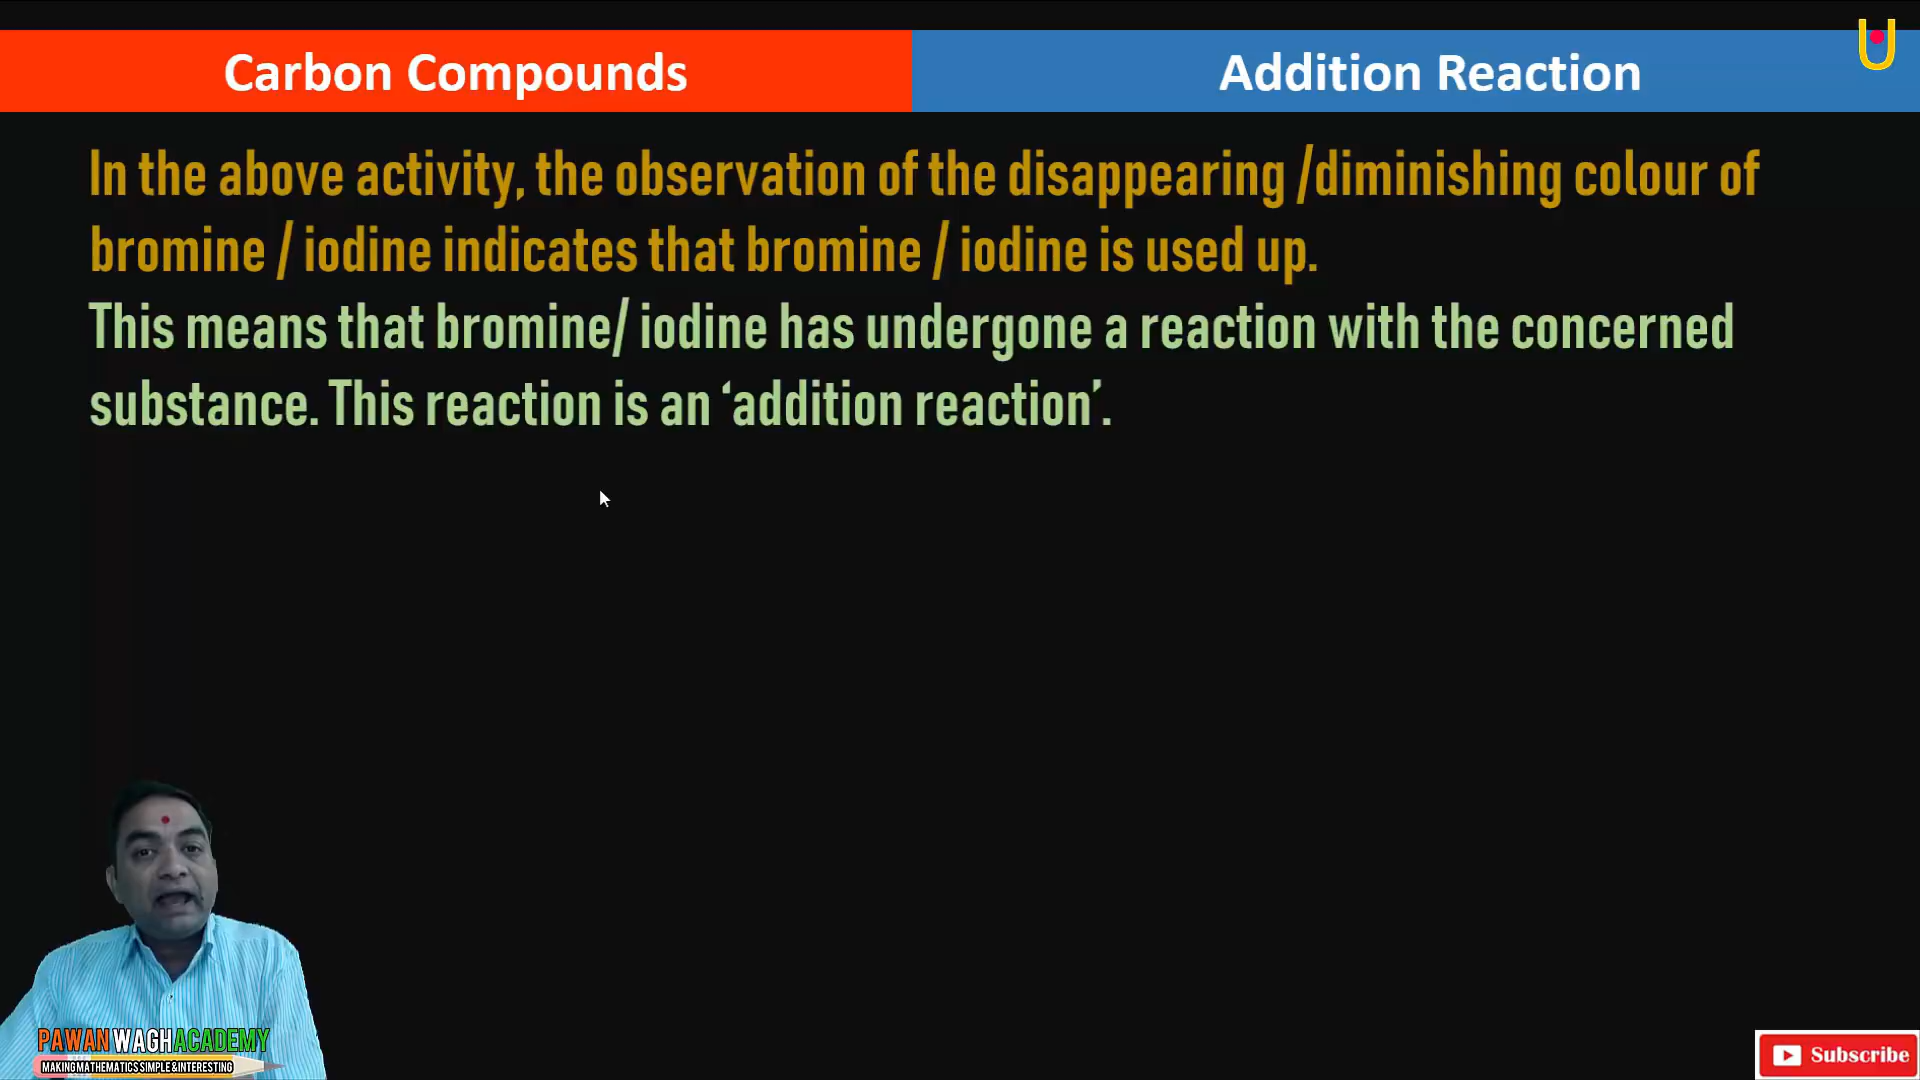 Carbon Compounds
Addition Reaction
In the above activity, the observation of the disappearing /diminishing colour of
bromine / iodine indicates that bromine / iodine is used up.
This means that bromine/ iodine has undergone a reaction with the concerned
substance. This reaction is an ‘addition reaction’.
PAWAN WAGH ACADEMY
MAKING MATHEMATICS SIMPLE & INTERESTING
Subscribe